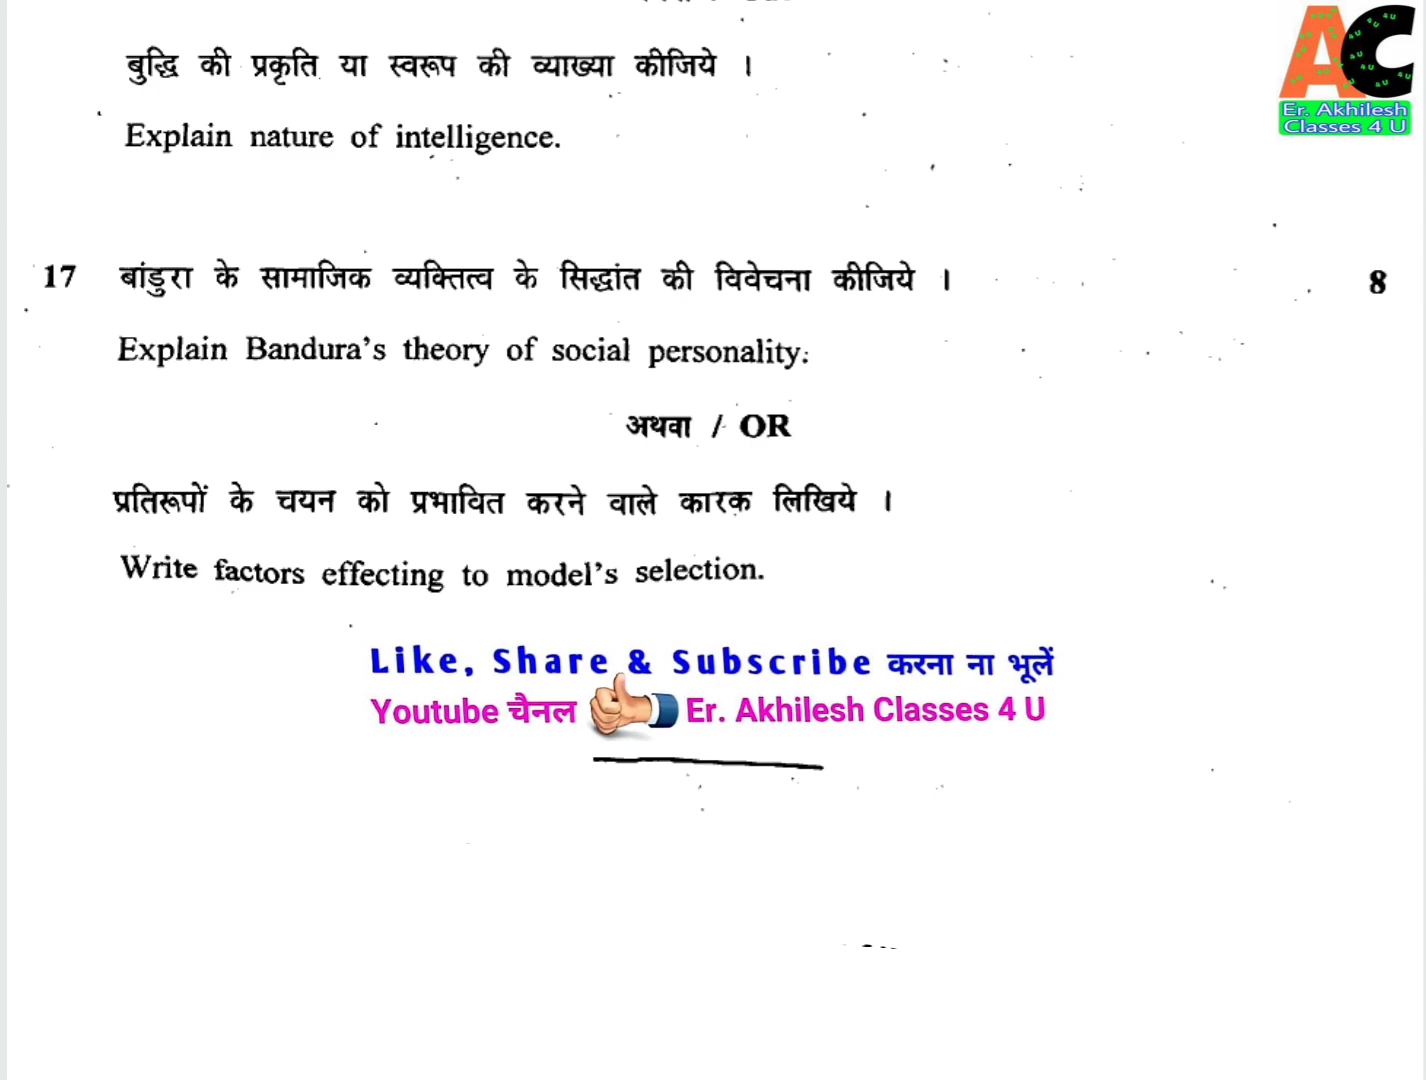 बुद्धि की प्रकृति या स्वरूप की व्याख्या कीजिये ।
Er. Akhilesh
Classes 4 U
Explain nature of intelligence.
17 बांडुरा के सामाजिक व्यक्तित्व के सिद्धांत की विवेचना कीजिये । 8
Explain Bandura's theory of social personality.
अथवा / OR
प्रतिरूपों के चयन को प्रभावित करने वाले कारक लिखिये ।
Write factors effecting to model's selection.
Like, Share & Subscribe करना ना भूलें
Youtube चैनल Er. Akhilesh Classes 4 U